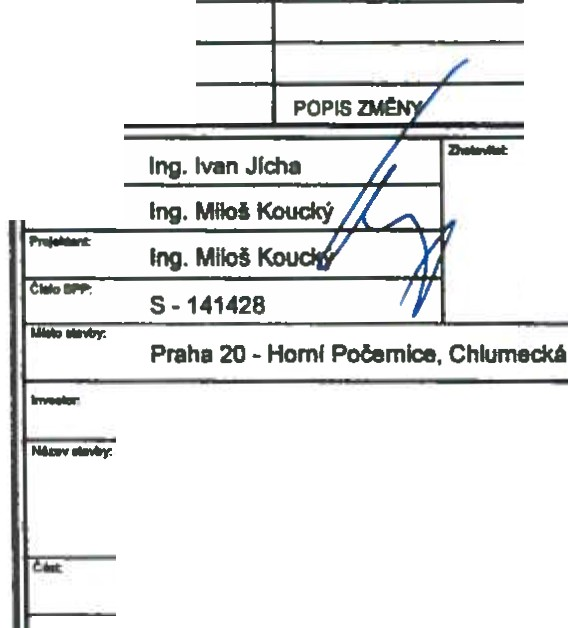 POPIS ZMĚNY
Zhotovitel:
Ing. Ivan Jícha
Ing. Miloš Koucký
Projektant:
Ing. Miloš Koucký
Číslo SPP:
S - 141428
Místo stavby:
Praha 20 - Horní Počernice, Chlumecká
Investor:
Název stavby:
Část: